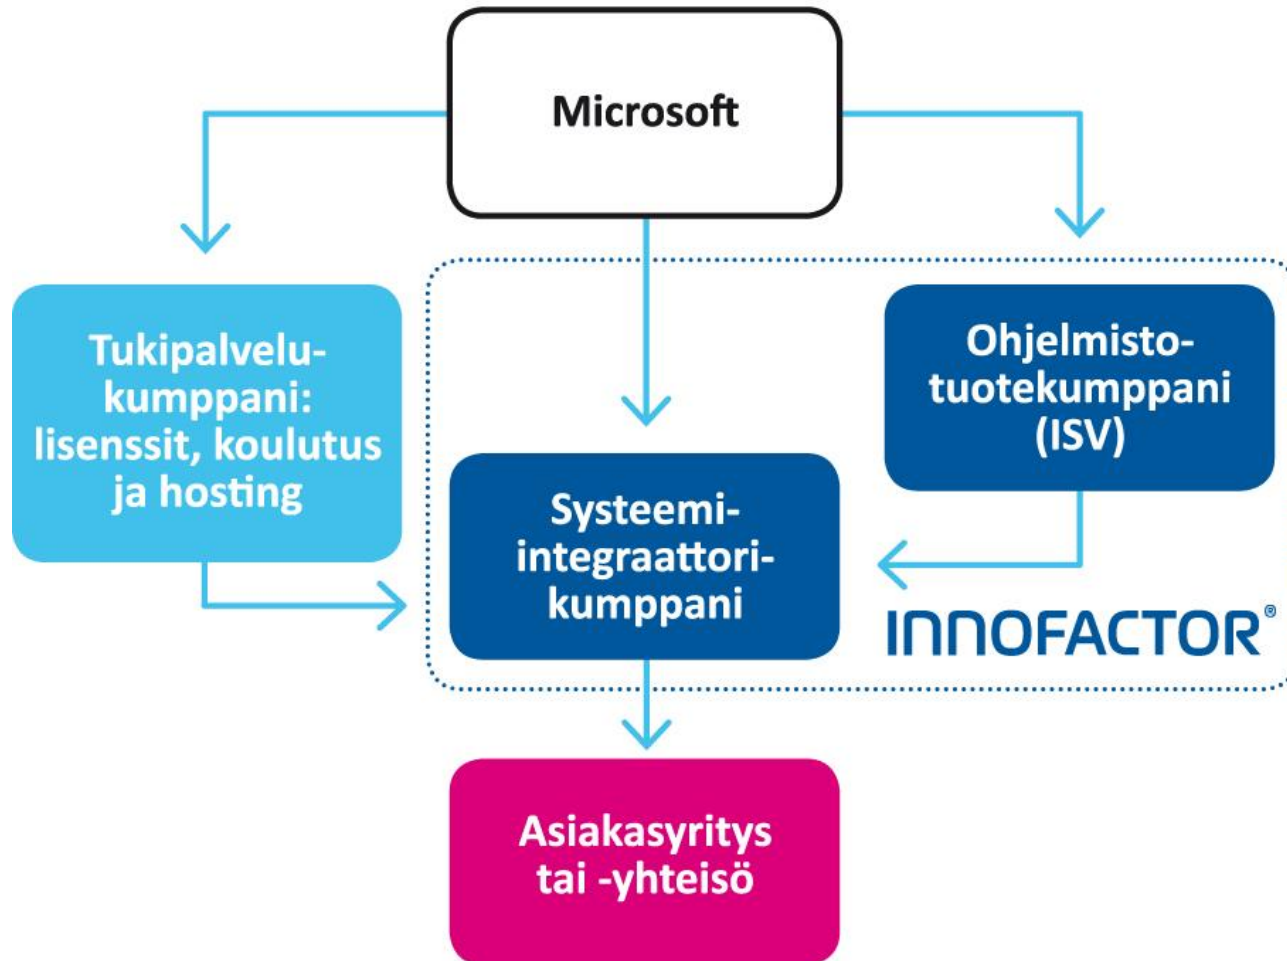 Microsoft
Tukipalvelu-
kumppani:
lisenssit, koulutus
ja hosting
Ohjelmisto-
tuotekumppani
(ISV)
Systeemi-
integraattori-
kumppani
INNOFACTOR®
Asiakasyritys
tai -yhteisö